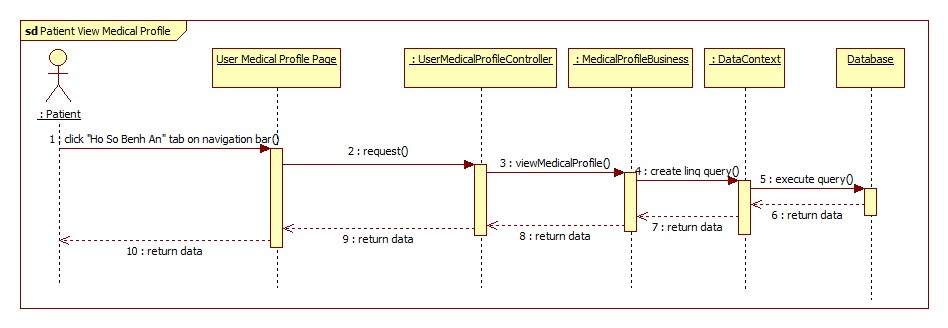 sd Patient View Medical Profile
User Medical Profile Page
: UserMedicalProfileController
: MedicalProfileBusiness
: DataContext
Database
: Patient
1 : click "Ho So Benh An" tab on navigation bar()
2 : request()
3 : viewMedicalProfile()
4 : create linq query()
5 : execute query()
6 : return data
7 : return data
8 : return data
9 : return data
10 : return data